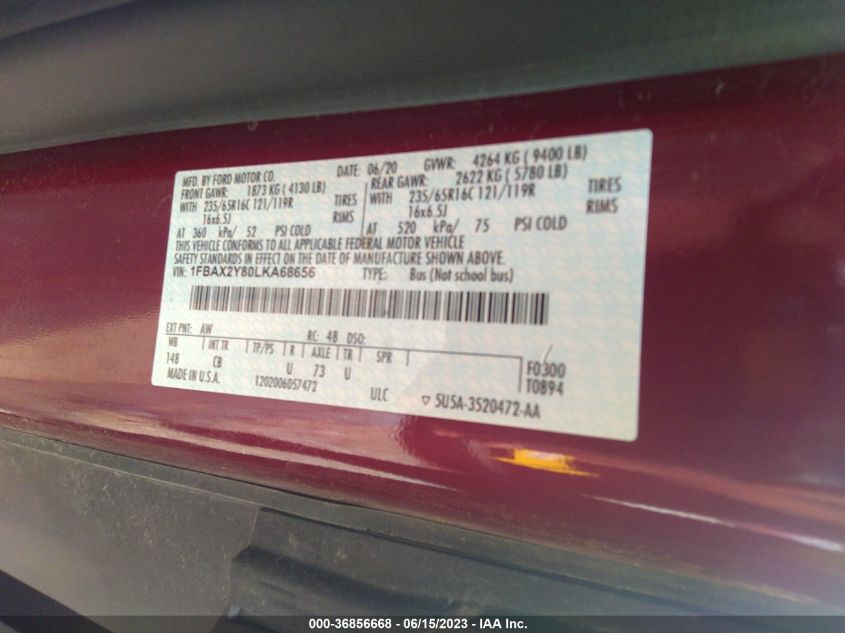 MFD. BY FORD MOTOR CO. DATE: 06/20 GVWR: 4264 KG ( 9400 LB)
FRONT GAWR: 1873 KG ( 4130 LB) REAR GAWR: 2622 KG ( 5780 LB)
WITH 235/65R16C 121/119R TIRES WITH 235/65R16C 121/119R TIRES
16x6.5J RIMS 16x6.5J RIMS
AT 360 kPa/ 52 PSI COLD AT 520 kPa/ 75 PSI COLD
THIS VEHICLE CONFORMS TO ALL APPLICABLE FEDERAL MOTOR VEHICLE
SAFETY STANDARDS IN EFFECT ON THE DATE OF MANUFACTURE SHOWN ABOVE.
VIN: 1FBAX2Y80LKA68656 TYPE: Bus (Not school bus)
EXT PNT: AW RC: 48 DSO:
WB INT TR TP/PS R AXLE TR SPR
148 CB U 73 U F0300
MADE IN U.S.A. 1202006057472 T0894
ULC ▽ 5U5A-3520472-AA
000-36856668 - 06/15/2023 - IAA Inc.